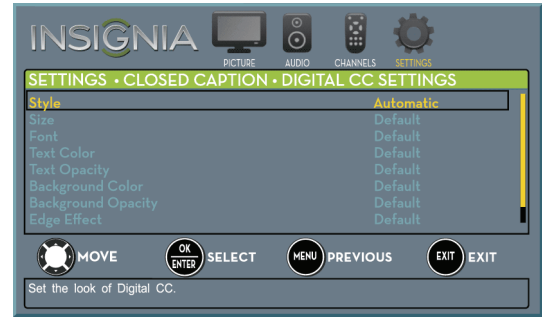 INSIGNIA
PICTURE AUDIO CHANNELS SETTINGS
SETTINGS • CLOSED CAPTION • DIGITAL CC SETTINGS
Style Automatic
Size Default
Font Default
Text Color Default
Text Opacity Default
Background Color Default
Background Opacity Default
Edge Effect Default
MOVE OK ENTER SELECT MENU PREVIOUS EXIT EXIT
Set the look of Digital CC.